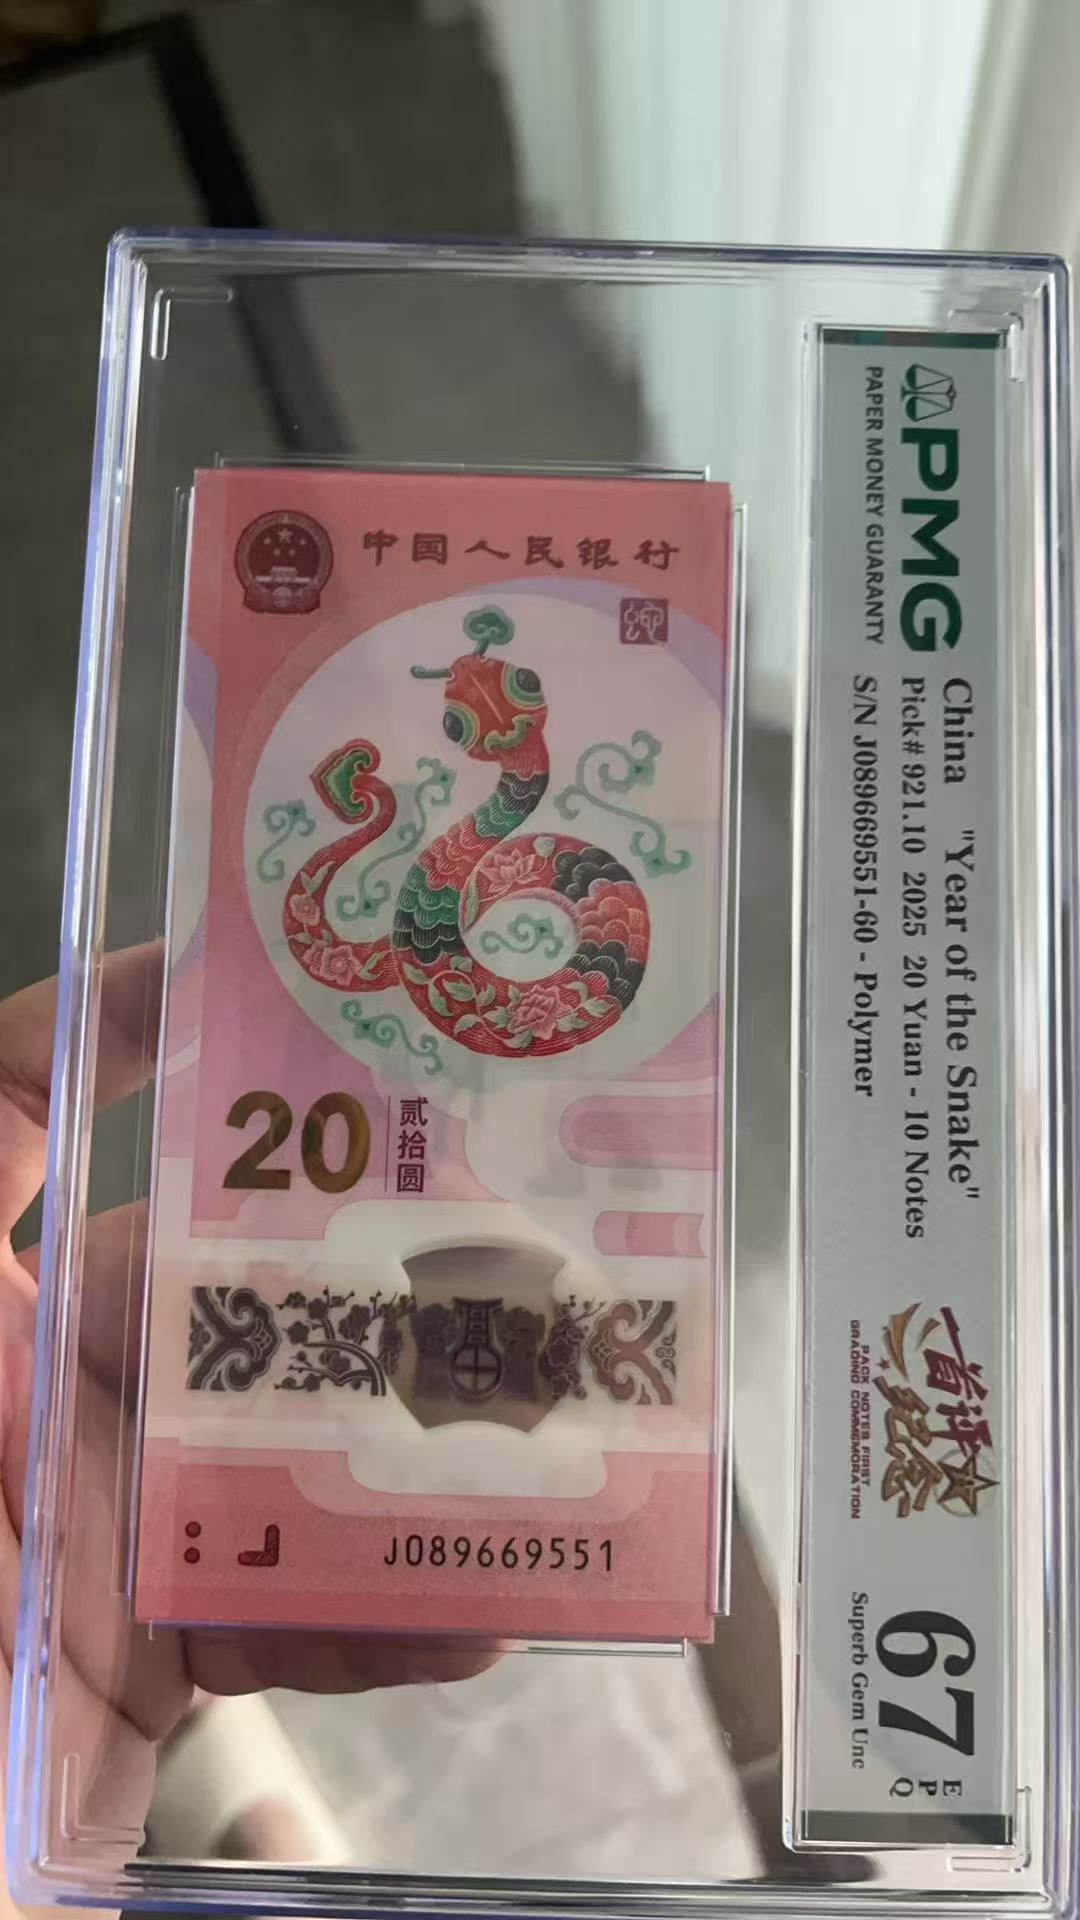 中国人民银行
蛇
20 贰拾圆
J089669551
PMG
PAPER MONEY GUARANTY
China "Year of the Snake"
Pick# 921.10 2025 20 Yuan - 10 Notes
S/N J089669551-60 - Polymer
首评
纪念
PACK NOTES FIRST
GRADING COMMEMORATION
67 EPQ
Superb Gem Unc